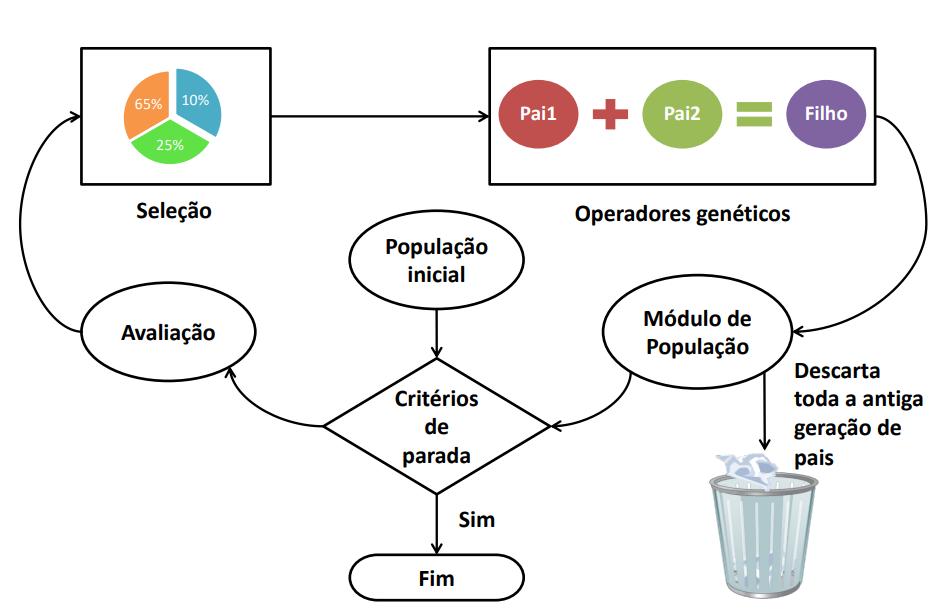 65%
10%
25%
Seleção
Pai1
Pai2
Filho
Operadores genéticos
População
inicial
Avaliação
Módulo de
População
Critérios
de
parada
Descarta
toda a antiga
geração de
pais
Sim
Fim